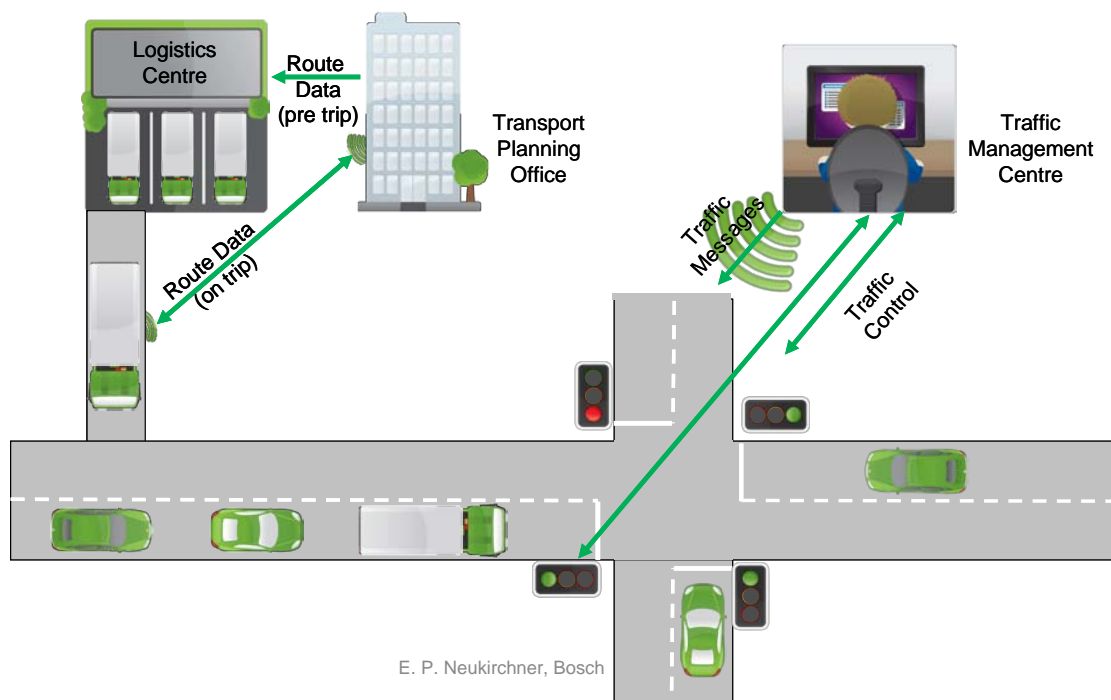 Logistics
Centre
Route
Data
(pre trip)
Transport
Planning
Office
Traffic
Management
Centre
Route Data
(on trip)
Traffic
Messages
Traffic
Control
E. P. Neukirchner, Bosch